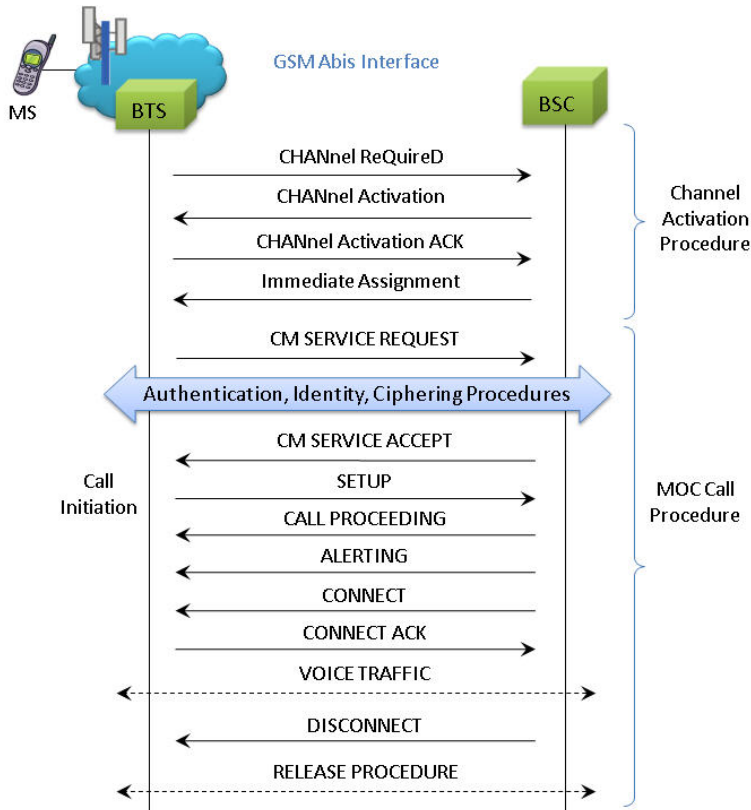 GSM Abis Interface
MS
BTS
BSC
CHANnel ReQuireD
CHANnel Activation
CHANnel Activation ACK
Immediate Assignment
Channel
Activation
Procedure
CM SERVICE REQUEST
Authentication, Identity, Ciphering Procedures
CM SERVICE ACCEPT
Call
Initiation
SETUP
CALL PROCEEDING
ALERTING
CONNECT
CONNECT ACK
VOICE TRAFFIC
DISCONNECT
RELEASE PROCEDURE
MOC Call
Procedure